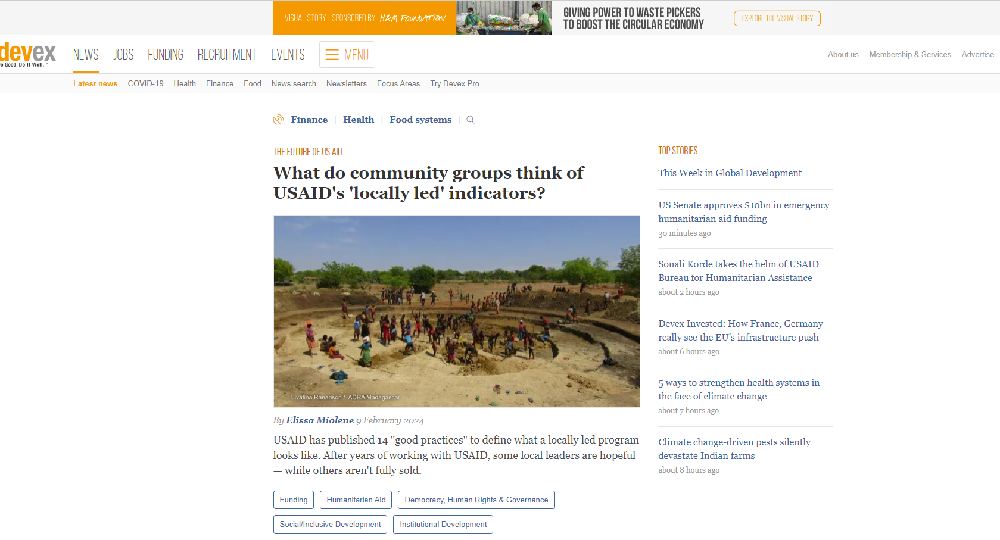 VISUAL STORY | SPONSORED BY H&M FOUNDATION
GIVING POWER TO WASTE PICKERS
TO BOOST THE CIRCULAR ECONOMY
EXPLORE THE VISUAL STORY
devex
o Good. Do It Well.™
NEWS JOBS FUNDING RECRUITMENT EVENTS MENU
About us Membership & Services Advertise
Latest news COVID-19 Health Finance Food News search Newsletters Focus Areas Try Devex Pro
Finance | Health | Food systems |
THE FUTURE OF US AID
What do community groups think of
USAID's 'locally led' indicators?
Livatina Ranarison / ADRA Madagascar
By Elissa Miolene 9 February 2024
USAID has published 14 "good practices" to define what a locally led program
looks like. After years of working with USAID, some local leaders are hopeful
— while others aren't fully sold.
Funding Humanitarian Aid Democracy, Human Rights & Governance
Social/Inclusive Development Institutional Development
TOP STORIES
This Week in Global Development
US Senate approves $10bn in emergency
humanitarian aid funding
30 minutes ago
Sonali Korde takes the helm of USAID
Bureau for Humanitarian Assistance
about 2 hours ago
Devex Invested: How France, Germany
really see the EU's infrastructure push
about 6 hours ago
5 ways to strengthen health systems in
the face of climate change
about 7 hours ago
Climate change-driven pests silently
devastate Indian farms
about 8 hours ago